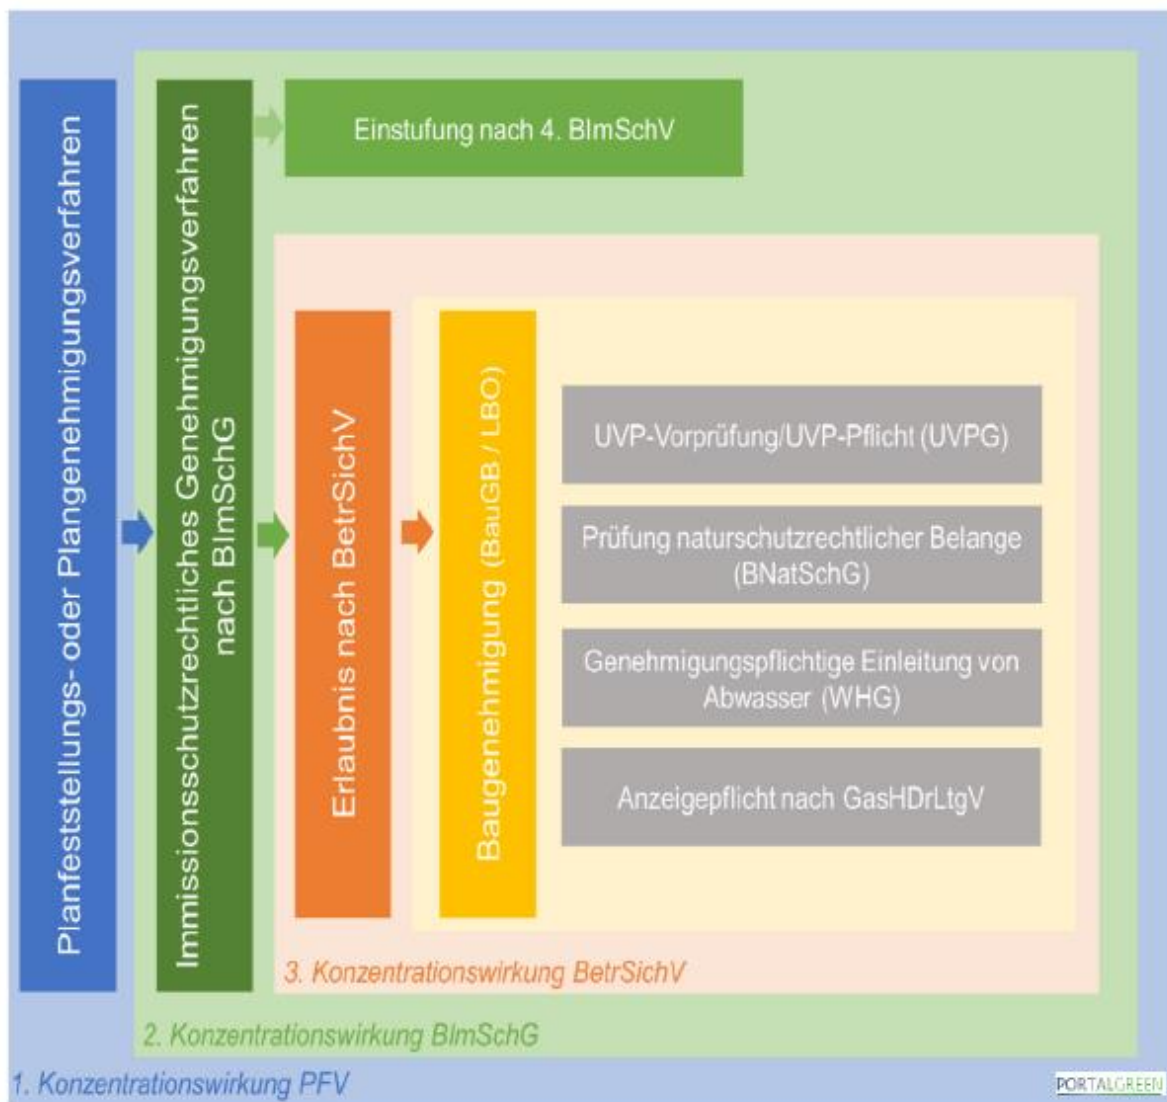 Planfeststellungs- oder Plangenehmigungsverfahren
Immissionsschutzrechtliches Genehmigungsverfahren
nach BImSchG
Einstufung nach 4. BImSchV
Erlaubnis nach BetrSichV
Baugenehmigung (BauGB / LBO)
UVP-Vorprüfung/UVP-Pflicht (UVPG)
Prüfung naturschutzrechtlicher Belange
(BNatSchG)
Genehmigungspflichtige Einleitung von
Abwasser (WHG)
Anzeigepflicht nach GasHDrLtgV
3. Konzentrationswirkung BetrSichV
2. Konzentrationswirkung BImSchG
1. Konzentrationswirkung PFV
PORTALGREEN